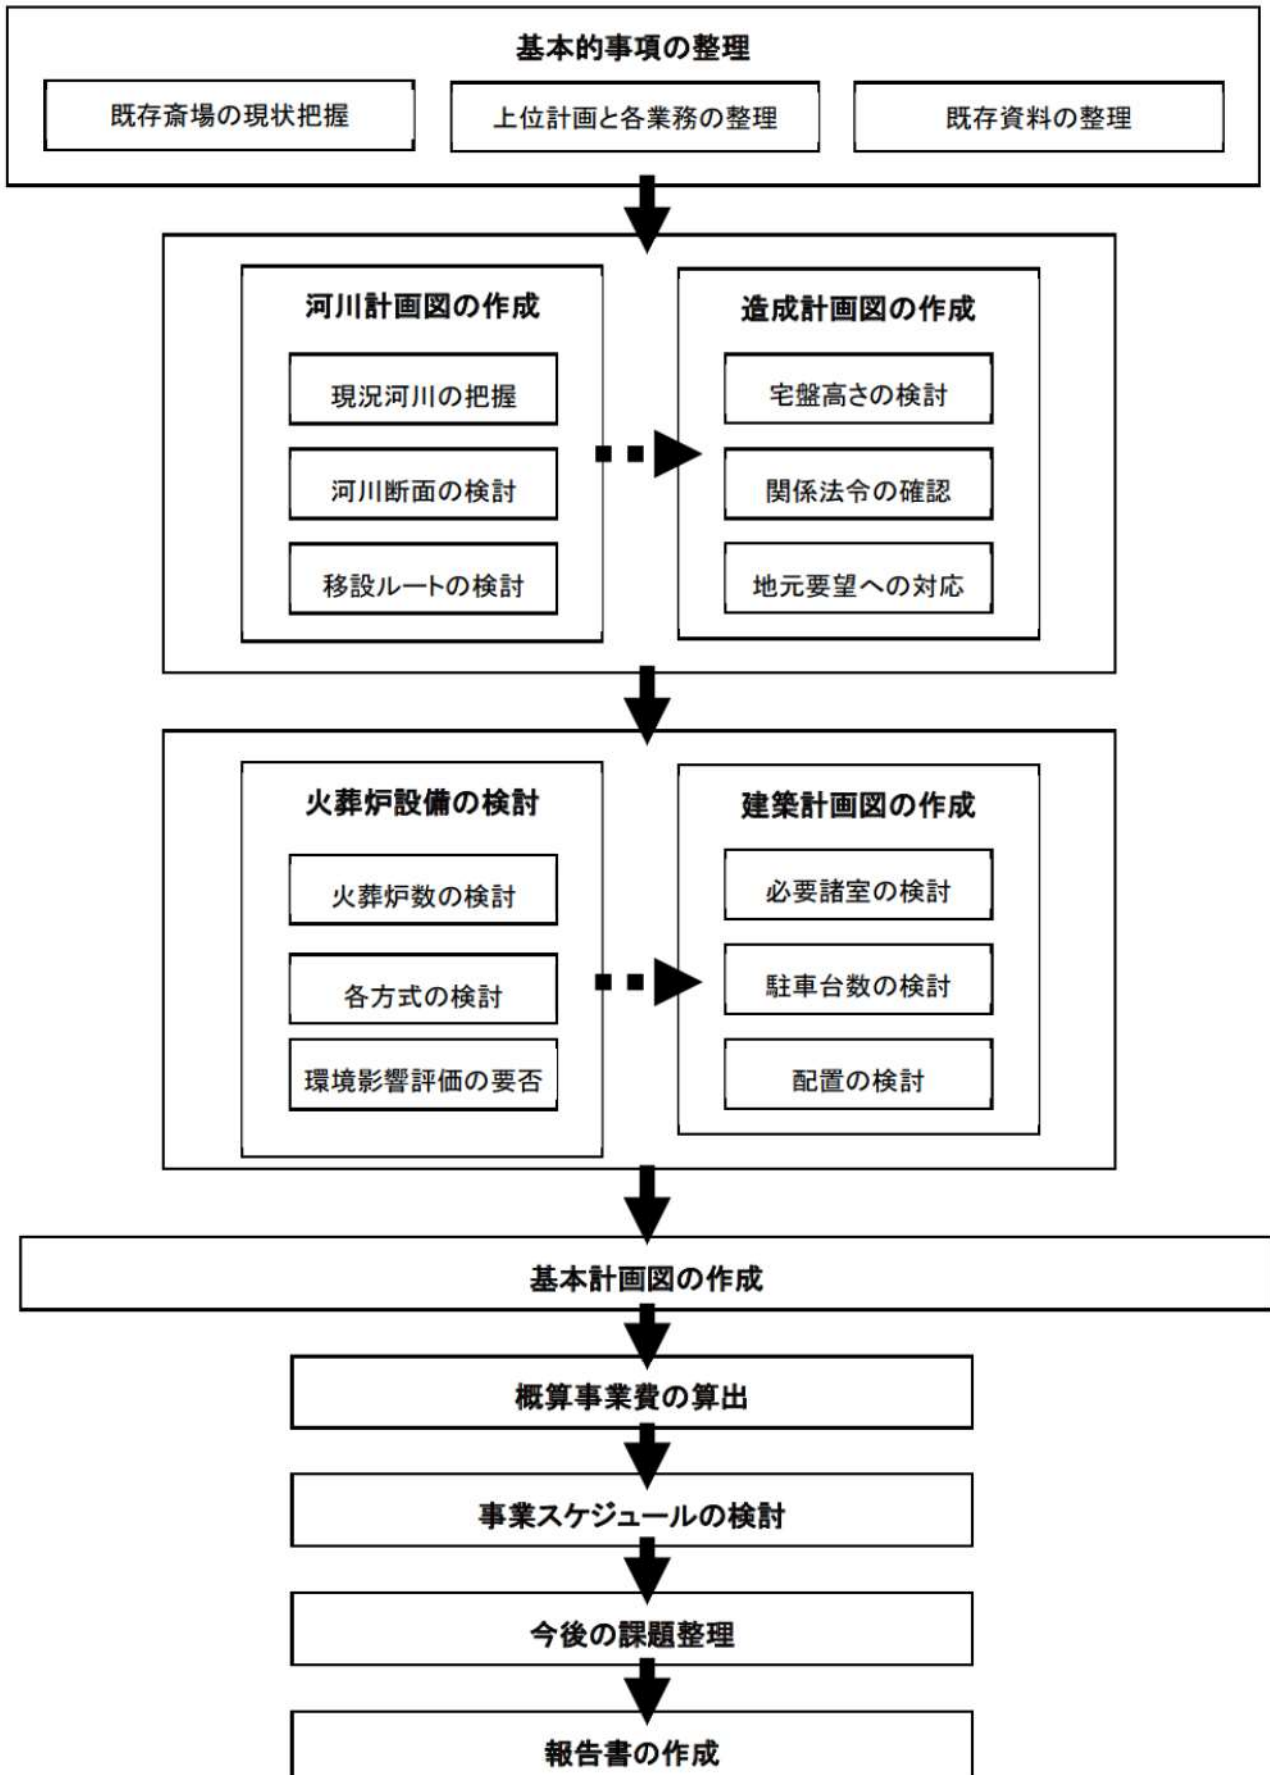 基本的事項の整理
既存斎場の現状把握
上位計画と各業務の整理
既存資料の整理
河川計画図の作成
現況河川の把握
河川断面の検討
移設ルートの検討
造成計画図の作成
宅盤高さの検討
関係法令の確認
地元要望への対応
火葬炉設備の検討
火葬炉数の検討
各方式の検討
環境影響評価の要否
建築計画図の作成
必要諸室の検討
駐車台数の検討
配置の検討
基本計画図の作成
概算事業費の算出
事業スケジュールの検討
今後の課題整理
報告書の作成